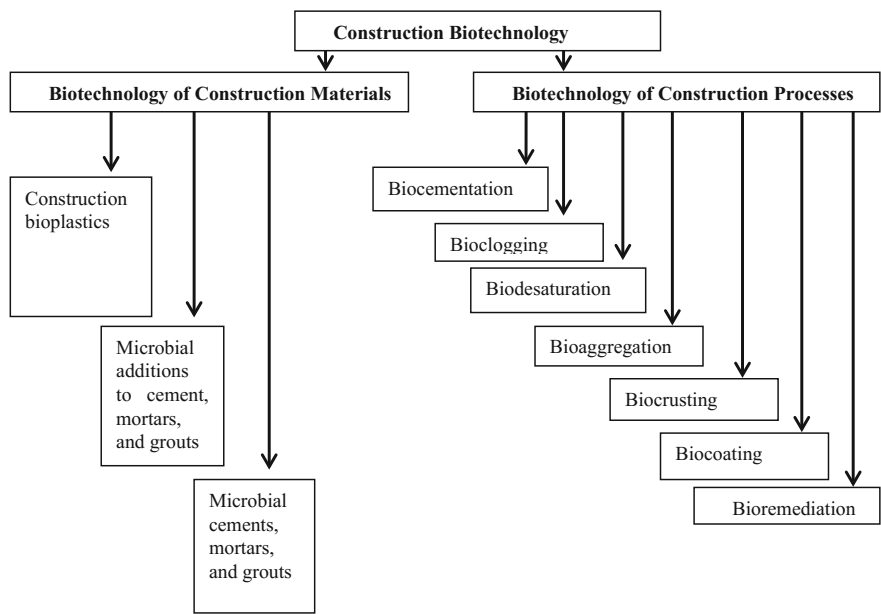 Construction Biotechnology
Biotechnology of Construction Materials
Biotechnology of Construction Processes
Construction
bioplastics
Microbial
additions
to cement,
mortars,
and grouts
Microbial
cements,
mortars,
and grouts
Biocementation
Bioclogging
Biodesaturation
Bioaggregation
Biocrusting
Biocoating
Bioremediation